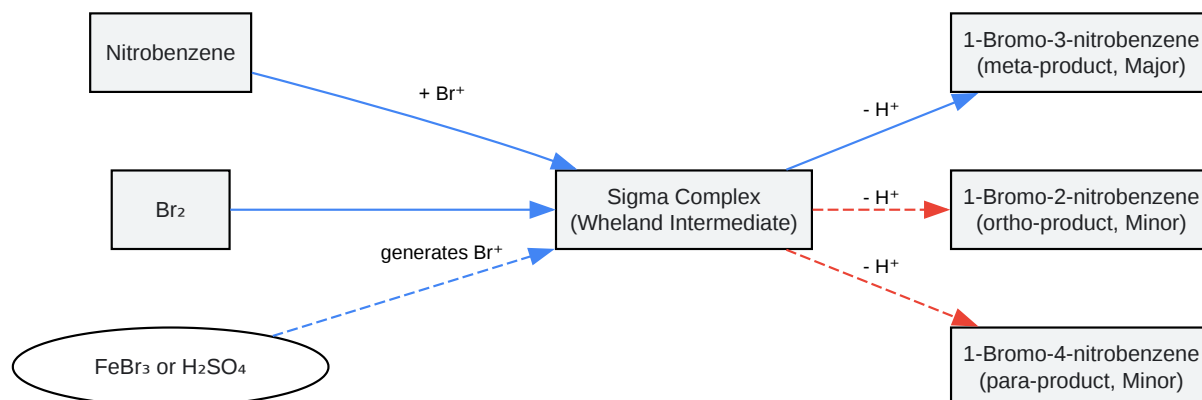 Nitrobenzene
+ Br⁺
Br₂
generates Br⁺
FeBr₃ or H₂SO₄
Sigma Complex
(Wheland Intermediate)
- H⁺
1-Bromo-3-nitrobenzene
(meta-product, Major)
- H⁺
1-Bromo-2-nitrobenzene
(ortho-product, Minor)
- H⁺
1-Bromo-4-nitrobenzene
(para-product, Minor)